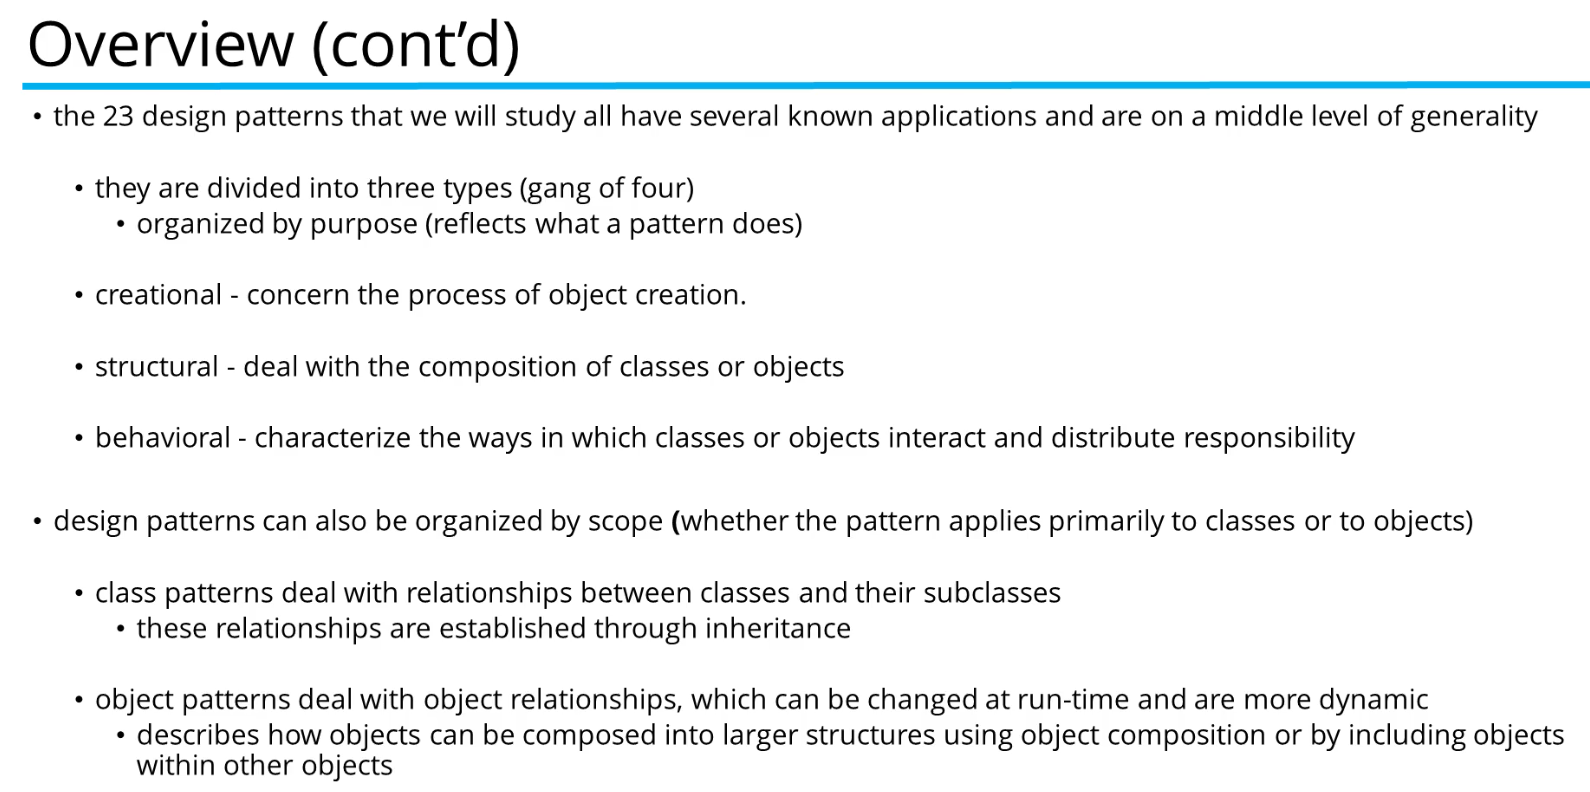 Overview (cont’d)
• the 23 design patterns that we will study all have several known applications and are on a middle level of generality
• they are divided into three types (gang of four)
• organized by purpose (reflects what a pattern does)
• creational - concern the process of object creation.
• structural - deal with the composition of classes or objects
• behavioral - characterize the ways in which classes or objects interact and distribute responsibility
• design patterns can also be organized by scope (whether the pattern applies primarily to classes or to objects)
• class patterns deal with relationships between classes and their subclasses
• these relationships are established through inheritance
• object patterns deal with object relationships, which can be changed at run-time and are more dynamic
• describes how objects can be composed into larger structures using object composition or by including objects
within other objects